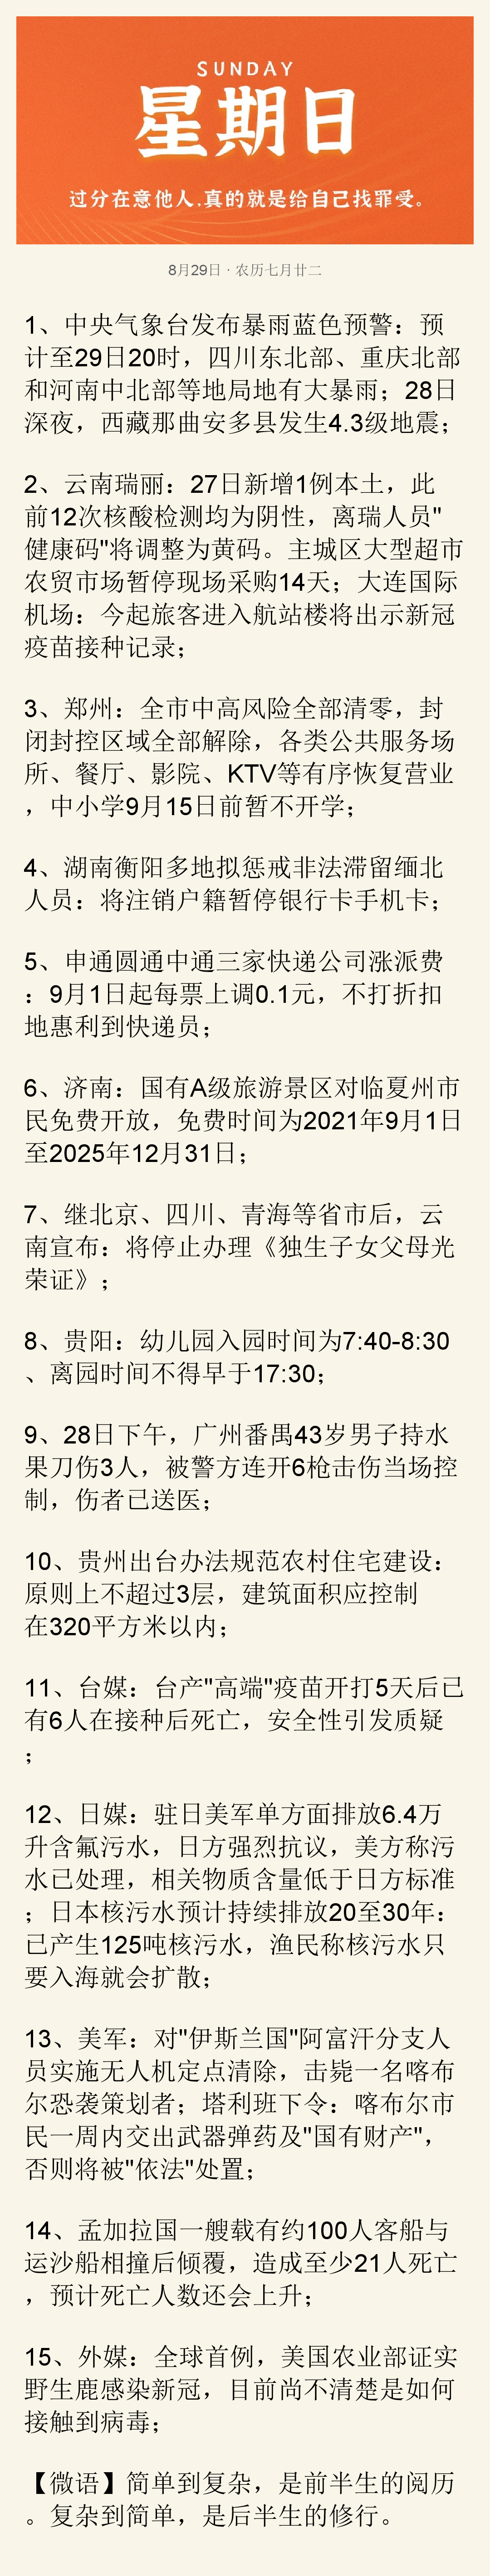 SUNDAY
星期日
过分在意他人,真的就是给自己找罪受。
8月29日 · 农历七月廿二
1、中央气象台发布暴雨蓝色预警：预
计至29日20时，四川东北部、重庆北部
和河南中北部等地局地有大暴雨；28日
深夜，西藏那曲安多县发生4.3级地震；
2、云南瑞丽：27日新增1例本土，此
前12次核酸检测均为阴性，离瑞人员"
健康码"将调整为黄码。主城区大型超市
农贸市场暂停现场采购14天；大连国际
机场：今起旅客进入航站楼将出示新冠
疫苗接种记录；
3、郑州：全市中高风险全部清零，封
闭封控区域全部解除，各类公共服务场
所、餐厅、影院、KTV等有序恢复营业
，中小学9月15日前暂不开学；
4、湖南衡阳多地拟惩戒非法滞留缅北
人员：将注销户籍暂停银行卡手机卡；
5、申通圆通中通三家快递公司涨派费
：9月1日起每票上调0.1元，不打折扣
地惠利到快递员；
6、济南：国有A级旅游景区对临夏州市
民免费开放，免费时间为2021年9月1日
至2025年12月31日；
7、继北京、四川、青海等省市后，云
南宣布：将停止办理《独生子女父母光
荣证》；
8、贵阳：幼儿园入园时间为7:40-8:30
、离园时间不得早于17:30；
9、28日下午，广州番禺43岁男子持水
果刀伤3人，被警方连开6枪击伤当场控
制，伤者已送医；
10、贵州出台办法规范农村住宅建设：
原则上不超过3层，建筑面积应控制
在320平方米以内；
11、台媒：台产"高端"疫苗开打5天后已
有6人在接种后死亡，安全性引发质疑
；
12、日媒：驻日美军单方面排放6.4万
升含氟污水，日方强烈抗议，美方称污
水已处理，相关物质含量低于日方标准
；日本核污水预计持续排放20至30年：
已产生125吨核污水，渔民称核污水只
要入海就会扩散；
13、美军：对"伊斯兰国"阿富汗分支人
员实施无人机定点清除，击毙一名喀布
尔恐袭策划者；塔利班下令：喀布尔市
民一周内交出武器弹药及"国有财产"，
否则将被"依法"处置；
14、孟加拉国一艘载有约100人客船与
运沙船相撞后倾覆，造成至少21人死亡
，预计死亡人数还会上升；
15、外媒：全球首例，美国农业部证实
野生鹿感染新冠，目前尚不清楚是如何
接触到病毒；
【微语】简单到复杂，是前半生的阅历
。复杂到简单，是后半生的修行。